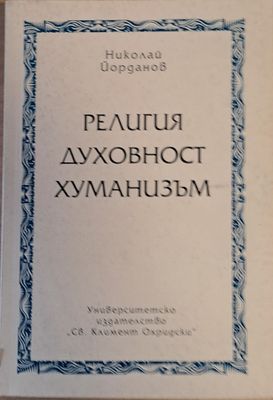 Николай
Йорданов
РЕЛИГИЯ
ДУХОВНОСТ
ХУМАНИЗЪМ
Университетско
издателство
„Св. Климент Охридски“